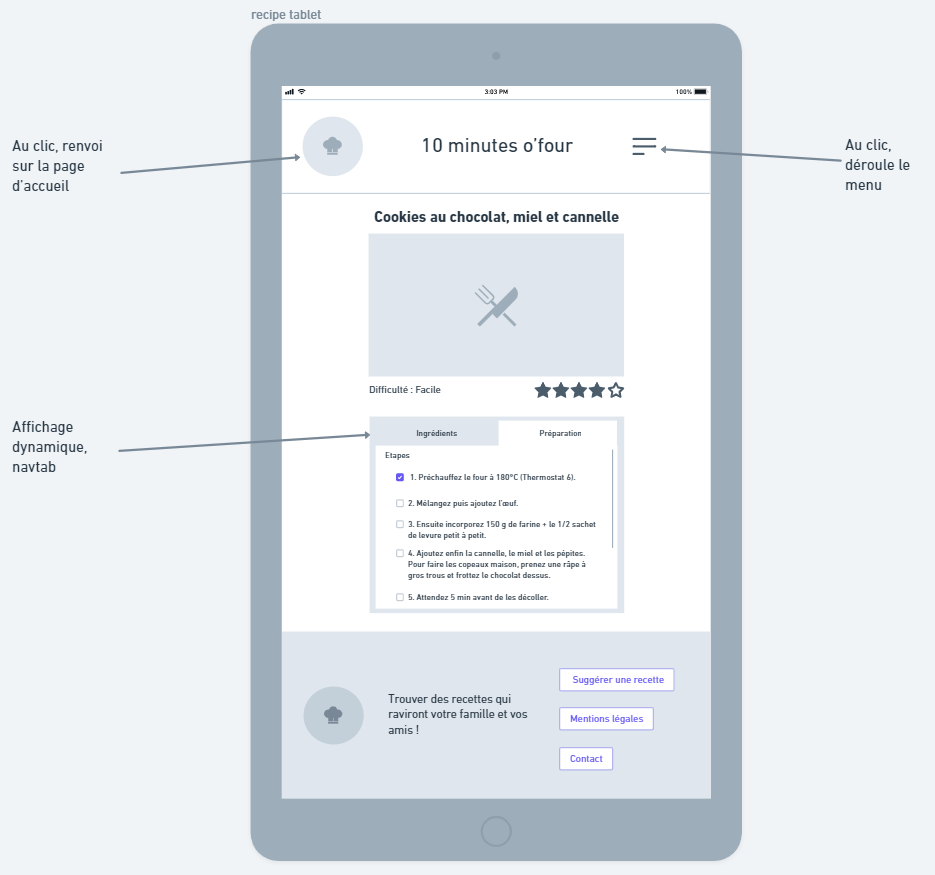 recipe tablet
3:03 PM
100%
Au clic, renvoi
sur la page
d'accueil
10 minutes o'four
Au clic,
déroule le
menu
Cookies au chocolat, miel et cannelle
Difficulté : Facile
Affichage
dynamique,
navtab
Ingrédients
Préparation
Etapes
1. Préchauffez le four à 180°C (Thermostat 6).
2. Mélangez puis ajoutez l'œuf.
3. Ensuite incorporez 150 g de farine + le 1/2 sachet
de levure petit à petit.
4. Ajoutez enfin la cannelle, le miel et les pépites.
Pour faire les copeaux maison, prenez une râpe à
gros trous et frottez le chocolat dessus.
5. Attendez 5 min avant de les décoller.
Trouver des recettes qui
raviront votre famille et vos
amis !
Suggérer une recette
Mentions légales
Contact